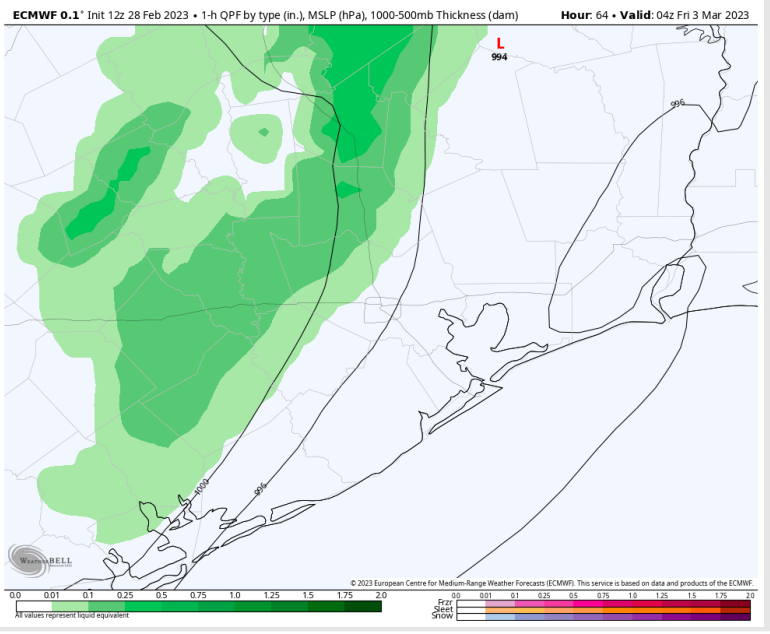 ECMWF 0.1° Init 12z 28 Feb 2023 • 1-h QPF by type (in.), MSLP (hPa), 1000-500mb Thickness (dam) Hour: 64 • Valid: 04z Fri 3 Mar 2023
L
994
996
1000
996
WEATHERBELL
© 2023 European Centre for Medium-Range Weather Forecasts (ECMWF). This service is based on data and products of the ECMWF.
0.0 0.01 0.1 0.25 0.5 0.75 1.0 1.25 1.5 1.75 2.0
0.0 0.01 0.1 0.25 0.5 0.75 1.0 1.25 1.5 1.75 2.0
Frzr
Sleet
Snow
All values represent liquid equivalent